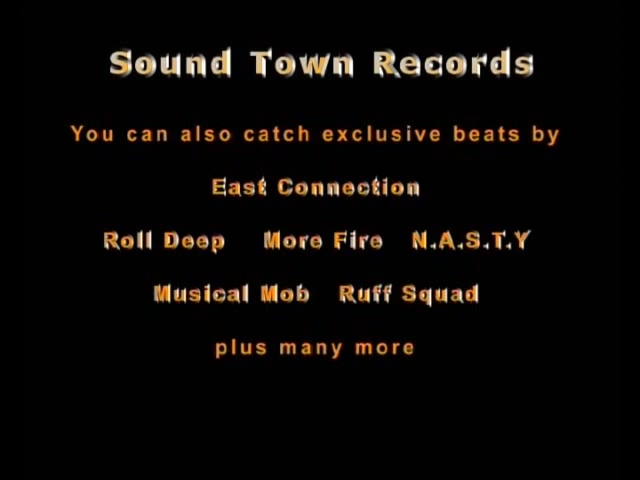 Sound Town Records
You can also catch exclusive beats by
East Connection
Roll Deep More Fire N.A.S.T.Y
Musical Mob Ruff Squad
plus many more